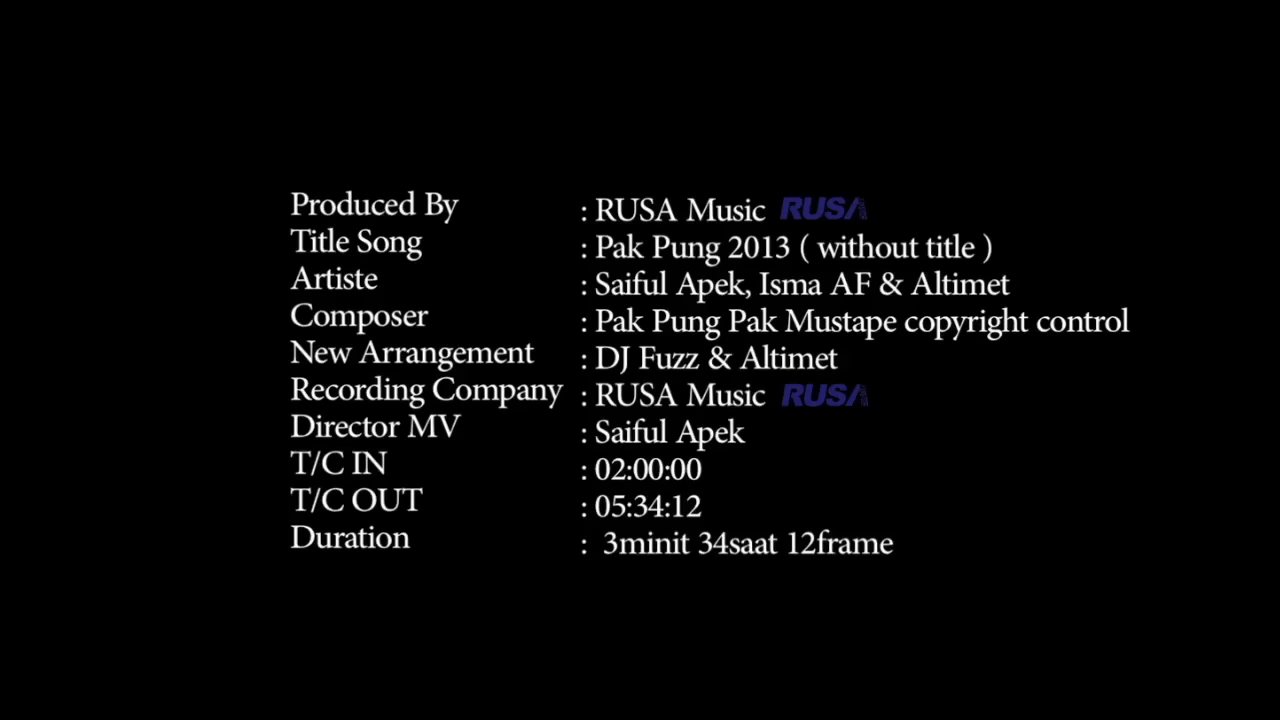 Produced By : RUSA Music RUSA
Title Song : Pak Pung 2013 ( without title )
Artiste : Saiful Apek, Isma AF & Altimet
Composer : Pak Pung Pak Mustape copyright control
New Arrangement : DJ Fuzz & Altimet
Recording Company : RUSA Music RUSA
Director MV : Saiful Apek
T/C IN : 02:00:00
T/C OUT : 05:34:12
Duration : 3minit 34saat 12frame